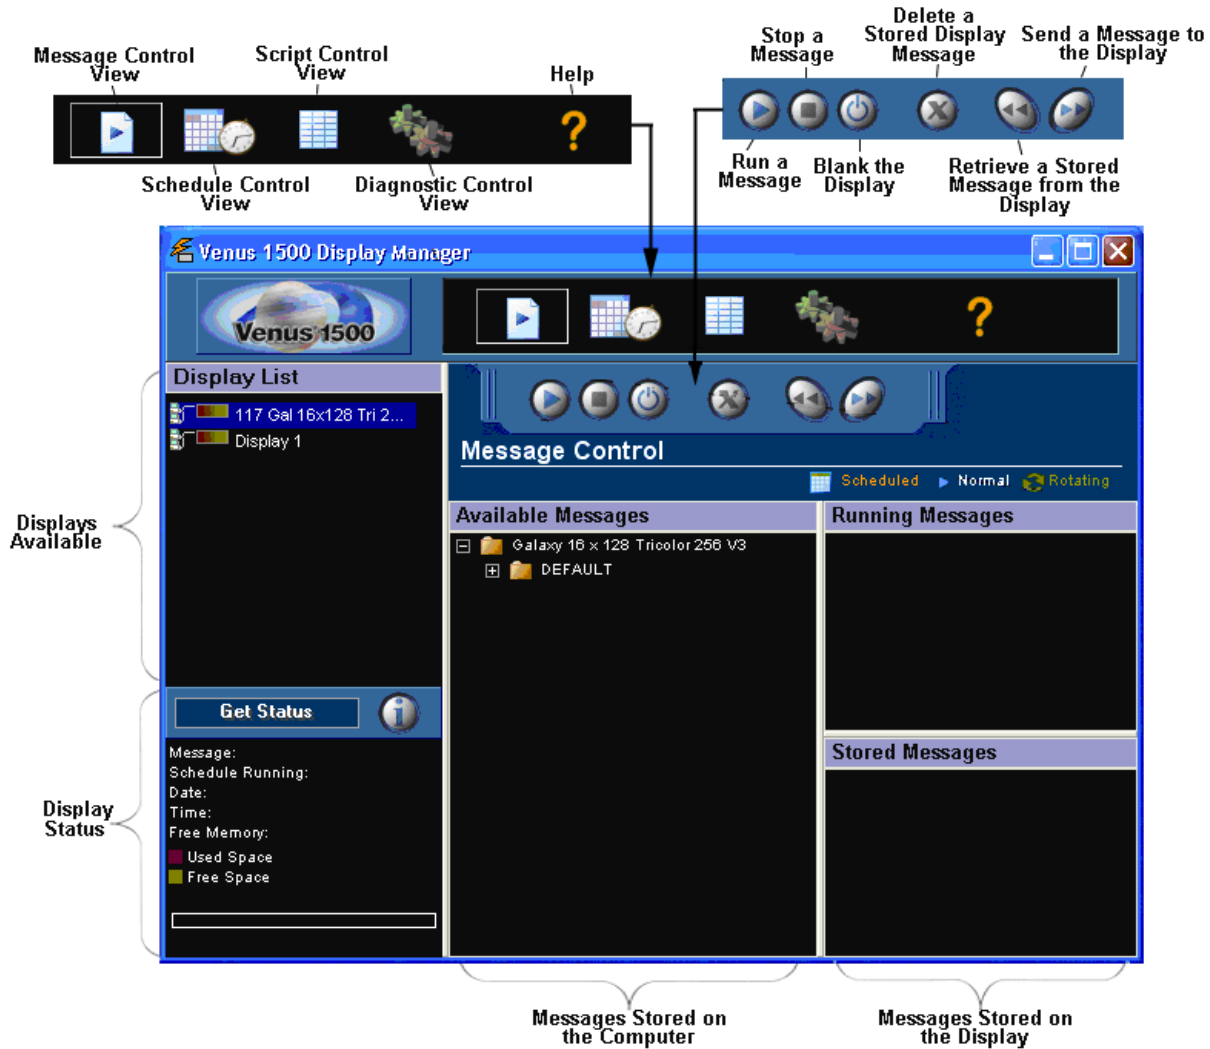 Message Control
View
Script Control
View
Help
Schedule Control
View
Diagnostic Control
View
Stop a
Message
Delete a
Stored Display
Message
Send a Message to
the Display
Run a
Message
Blank the
Display
Retrieve a Stored
Message from the
Display
Venus 1500 Display Manager
Venus 1500
Display List
117 Gal 16x128 Tri 2...
Display 1
Message Control
Scheduled
Normal
Rotating
Available Messages
Galaxy 16 x 128 Tricolor 256 V3
DEFAULT
Running Messages
Stored Messages
Displays
Available
Get Status
Message:
Schedule Running:
Date:
Time:
Free Memory:
Used Space
Free Space
Display
Status
Messages Stored on
the Computer
Messages Stored on
the Display